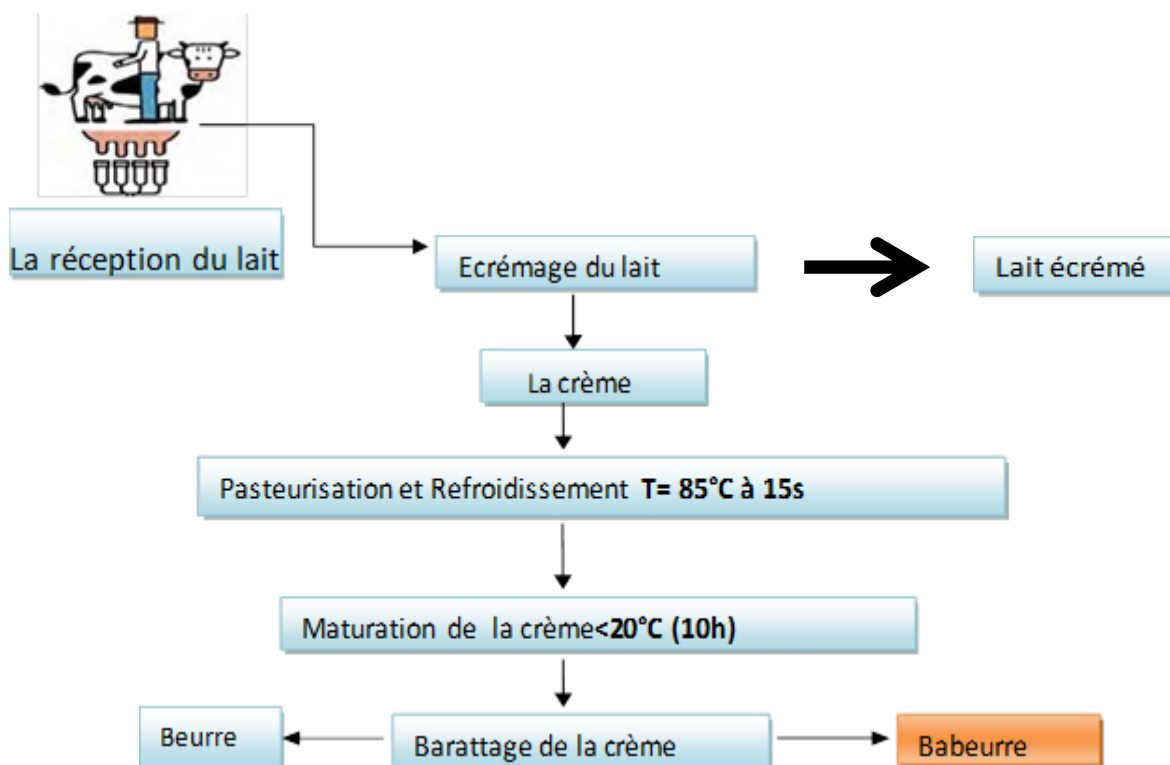 La réception du lait
Ecrémage du lait
Lait écrémé
La crème
Pasteurisation et Refroidissement T= 85°C à 15s
Maturation de la crème<20°C (10h)
Beurre
Barattage de la crème
Babeurre